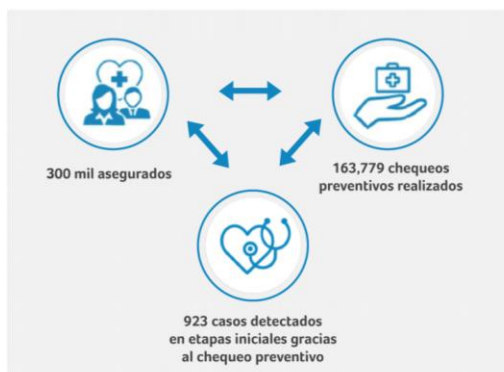 300 mil asegurados
163,779 chequeos
preventivos realizados
923 casos detectados
en etapas iniciales gracias
al chequeo preventivo